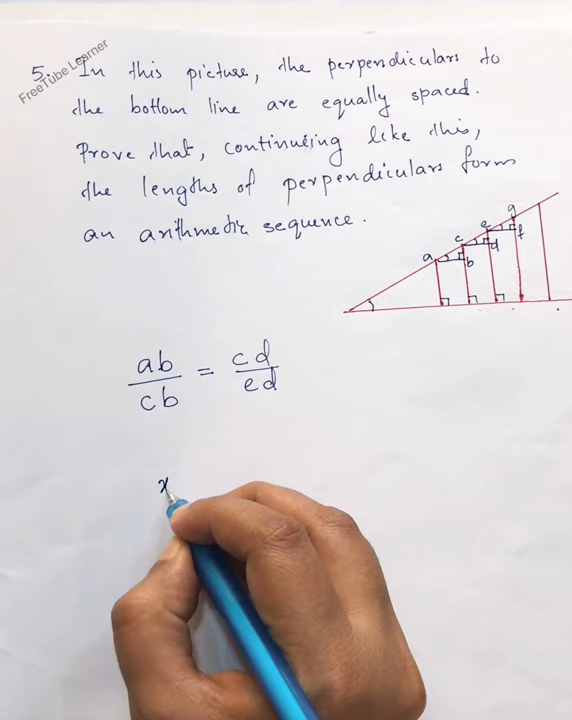 FreeTube Learner
5. In this picture, the perpendiculars to
the bottom line are equally spaced.
Prove that, continuing like this,
the lengths of perpendiculars form
an arithmetic sequence.
g
e
c
f
a
d
b
ab/cb = cd/ed
x